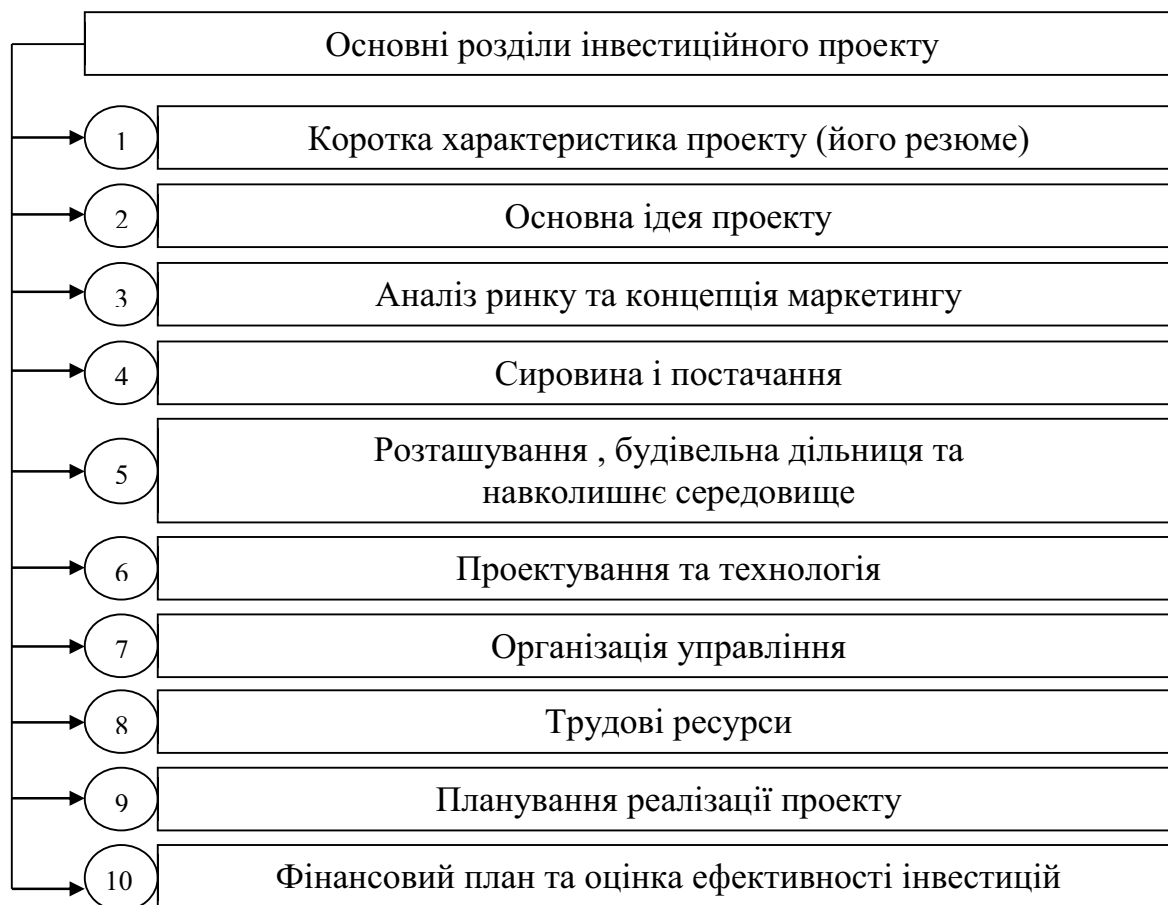 Основні розділи інвестиційного проекту
1
Коротка характеристика проекту (його резюме)
2
Основна ідея проекту
3
Аналіз ринку та концепція маркетингу
4
Сировина і постачання
5
Розташування , будівельна дільниця та
навколишнє середовище
6
Проектування та технологія
7
Організація управління
8
Трудові ресурси
9
Планування реалізації проекту
10
Фінансовий план та оцінка ефективності інвестицій